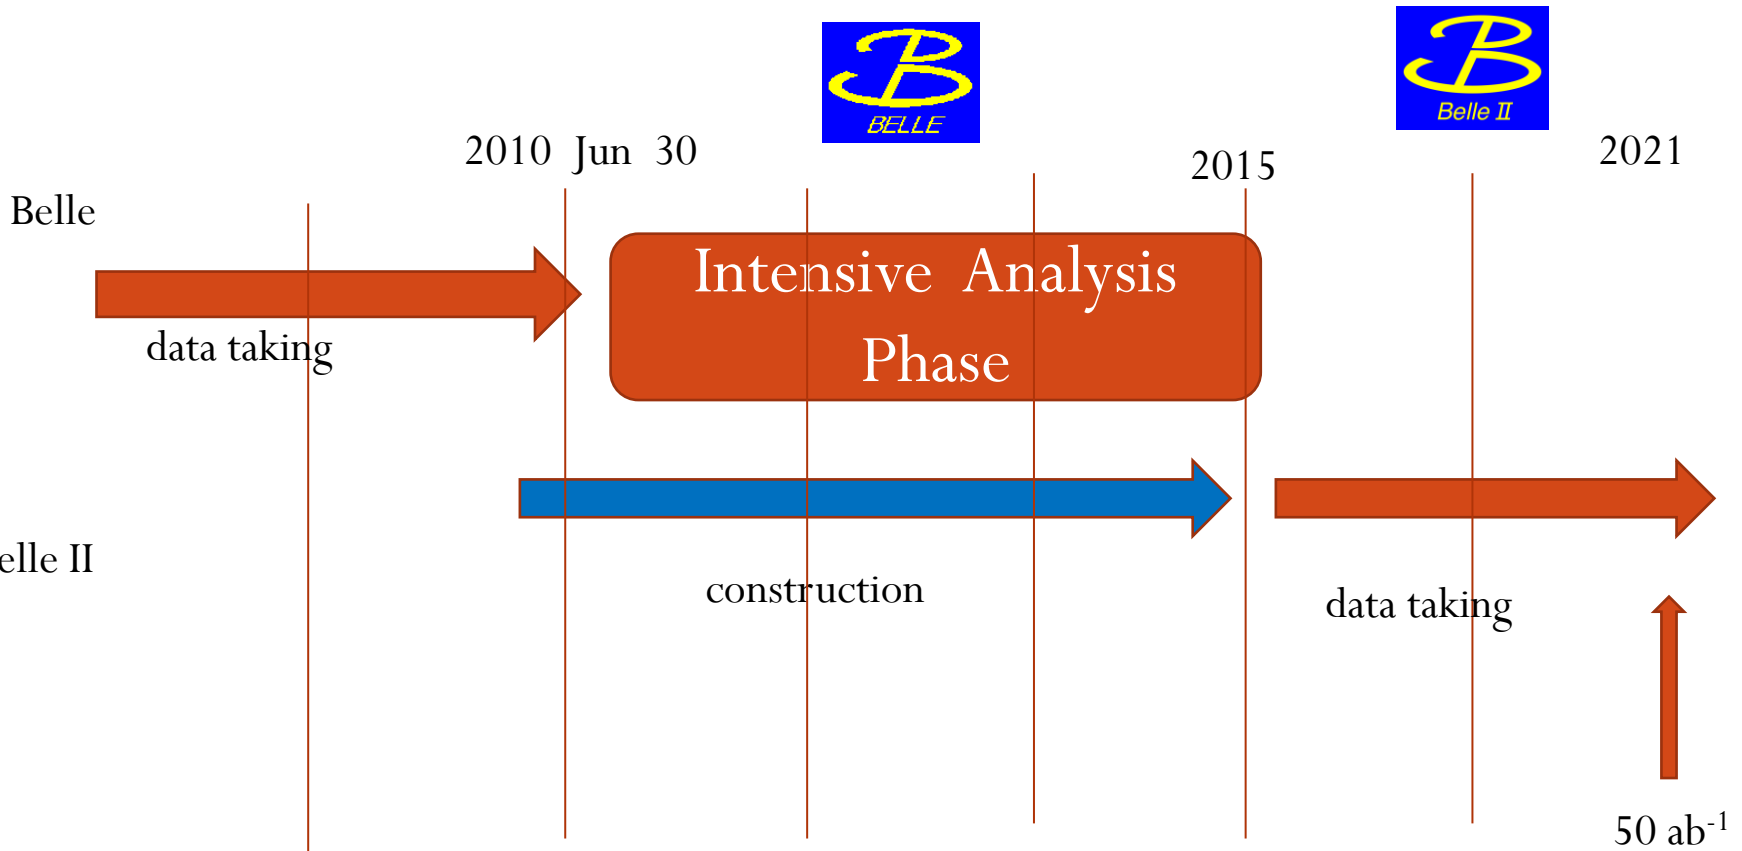 BELLE
Belle II
2010 Jun 30
2015
2021
Belle
Intensive Analysis
Phase
data taking
elle II
construction
data taking
50 ab-1